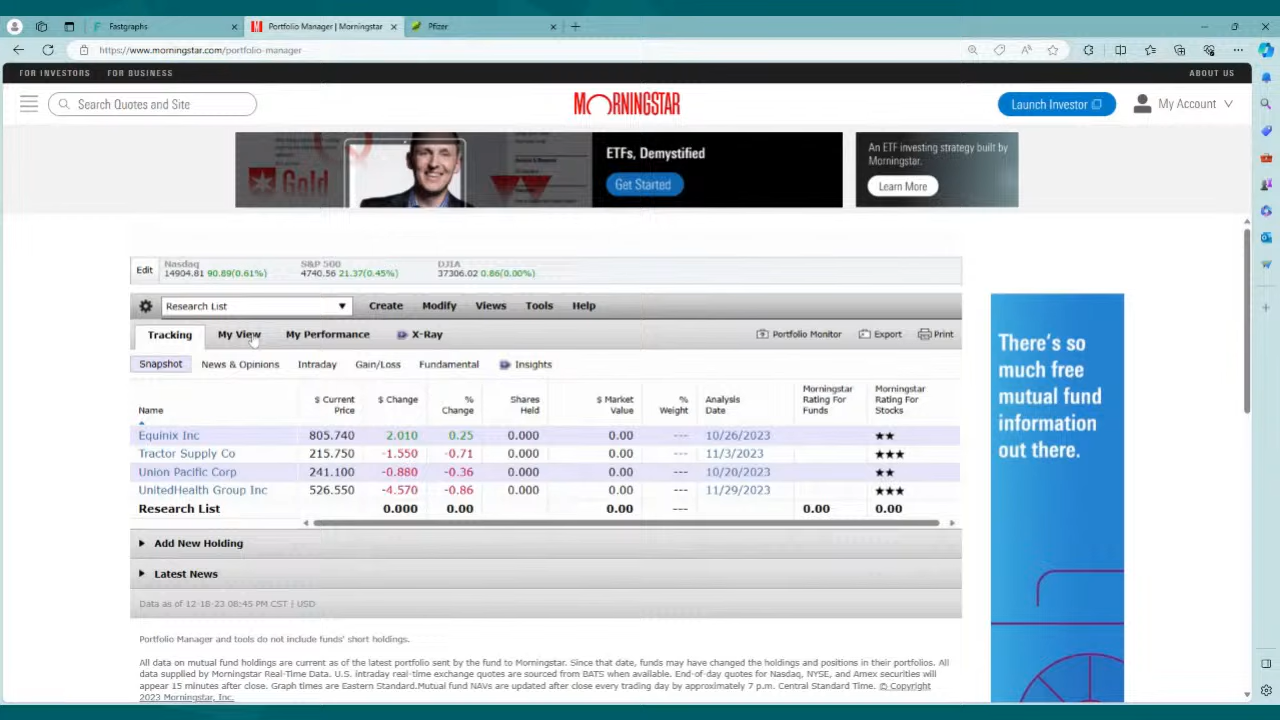 Fastgraphs
Portfolio Manager | Morningstar
Pfizer
https://www.morningstar.com/portfolio-manager
FOR INVESTORS FOR BUSINESS ABOUT US
Search Quotes and Site
MORNINGSTAR
Launch Investor
My Account
Gold
ETFs, Demystified
Get Started
An ETF investing strategy built by
Morningstar.
Learn More
Edit
Nasdaq S&P 500 DJIA
14904.81 90.89(0.61%) 4740.56 21.37(0.45%) 37306.02 0.86(0.00%)
Research List Create Modify Views Tools Help
Tracking My View My Performance X-Ray Portfolio Monitor Export Print
Snapshot News & Opinions Intraday Gain/Loss Fundamental Insights
Name
$ Current
Price
$ Change
%
Change
Shares
Held
$ Market
Value
%
Weight
Analysis
Date
Morningstar
Rating For
Funds
Morningstar
Rating For
Stocks
Equinix Inc 805.740 2.010 0.25 0.000 0.00 --- 10/26/2023 ★★
Tractor Supply Co 215.750 -1.550 -0.71 0.000 0.00 --- 11/3/2023 ★★★
Union Pacific Corp 241.100 -0.880 -0.36 0.000 0.00 --- 10/20/2023 ★★
UnitedHealth Group Inc 526.550 -4.570 -0.86 0.000 0.00 --- 11/29/2023 ★★★
Research List 0.000 0.00 0.00 --- 0.00 0.00
Add New Holding
Latest News
Data as of 12-18-23 08:45 PM CST | USD
Portfolio Manager and tools do not include funds' short holdings.
All data on mutual fund holdings are current as of the latest portfolio sent by the fund to Morningstar. Since that date, funds may have changed the holdings and positions in their portfolios. All
data supplied by Morningstar Real-Time Data. U.S. intraday real-time exchange quotes are sourced from BATS when available. End-of-day quotes for Nasdaq, NYSE, and Amex securities will
appear 15 minutes after close. Graph times are Eastern Standard.Mutual fund NAVs are updated after close every trading day by approximately 7 p.m. Central Standard Time. © Copyright
2023 Morningstar, Inc.
There's so
much free
mutual fund
information
out there.